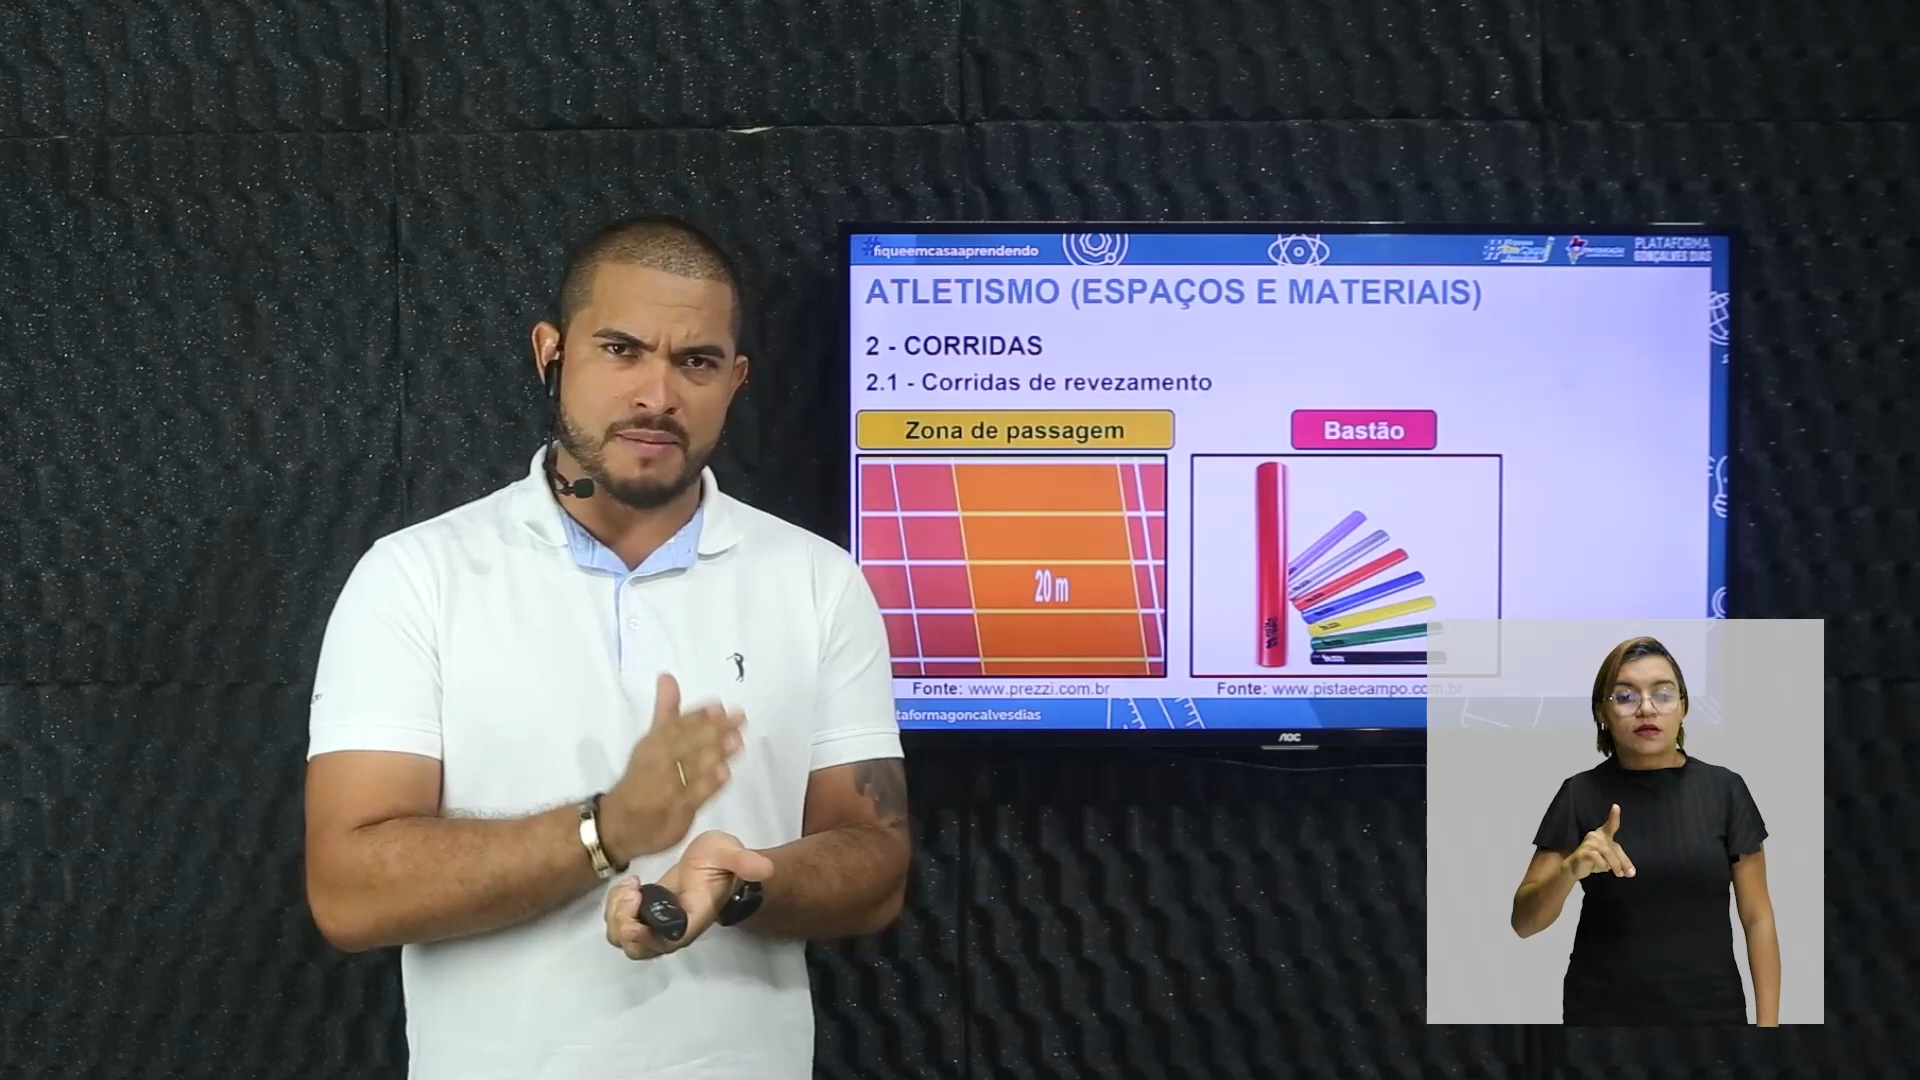 #fiqueemcasaaprendendo
PLATAFORMA
GONÇALVES DIAS
ATLETISMO (ESPAÇOS E MATERIAIS)
2 - CORRIDAS
2.1 - Corridas de revezamento
Zona de passagem
Bastão
20 m
Fonte: www.prezzi.com.br
Fonte: www.pistaecampo.com.br
taformagoncalvesdias
AOC